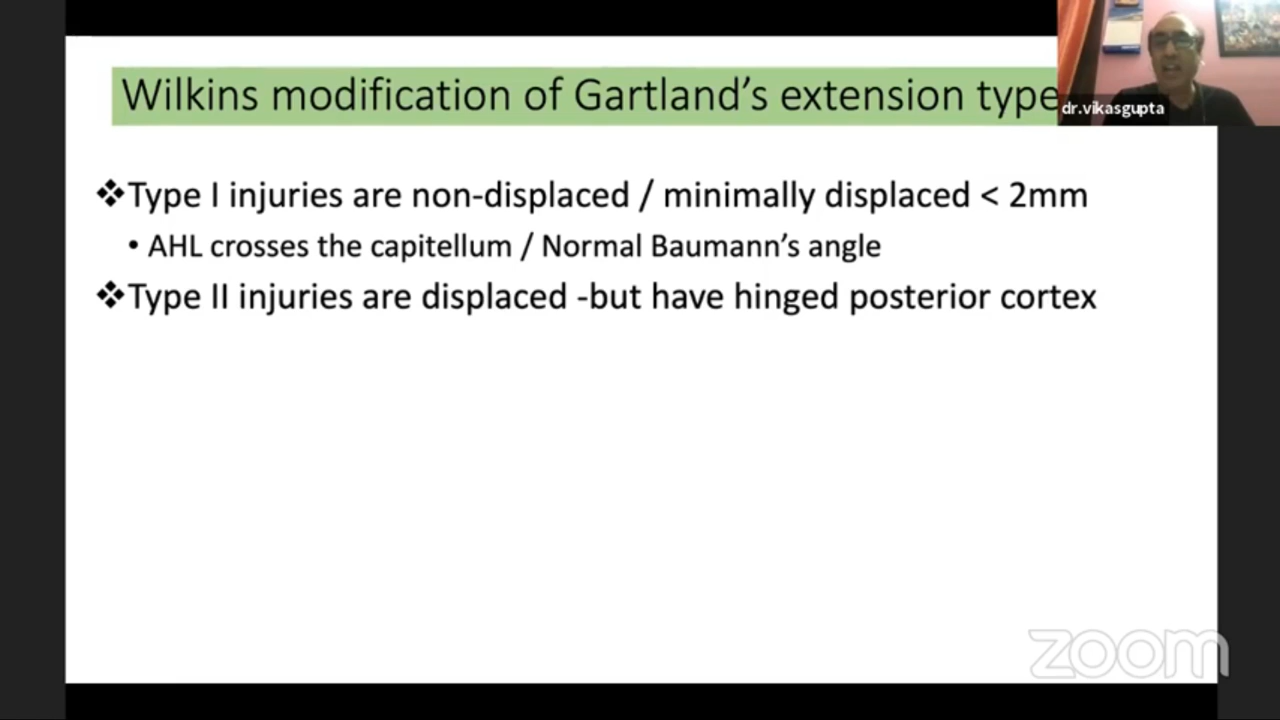 Wilkins modification of Gartland's extension type
dr.vikasgupta
❖Type I injuries are non-displaced / minimally displaced < 2mm
• AHL crosses the capitellum / Normal Baumann's angle
❖Type II injuries are displaced -but have hinged posterior cortex
zoom